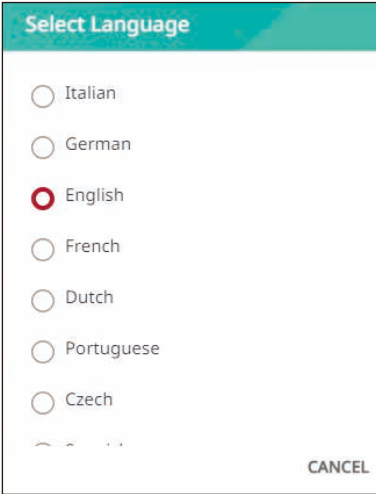 Select Language
Italian
German
English
French
Dutch
Portuguese
Czech
CANCEL